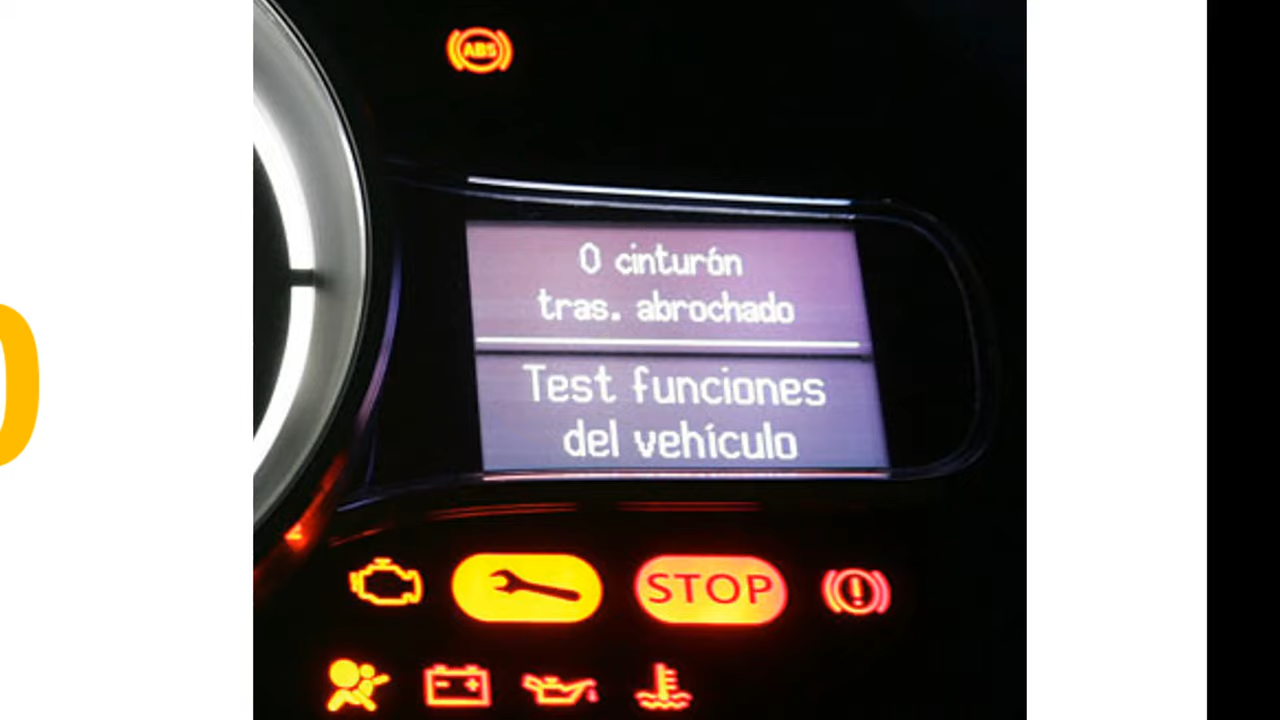 ABS
0 cinturón
tras. abrochado
Test funciones
del vehículo
STOP